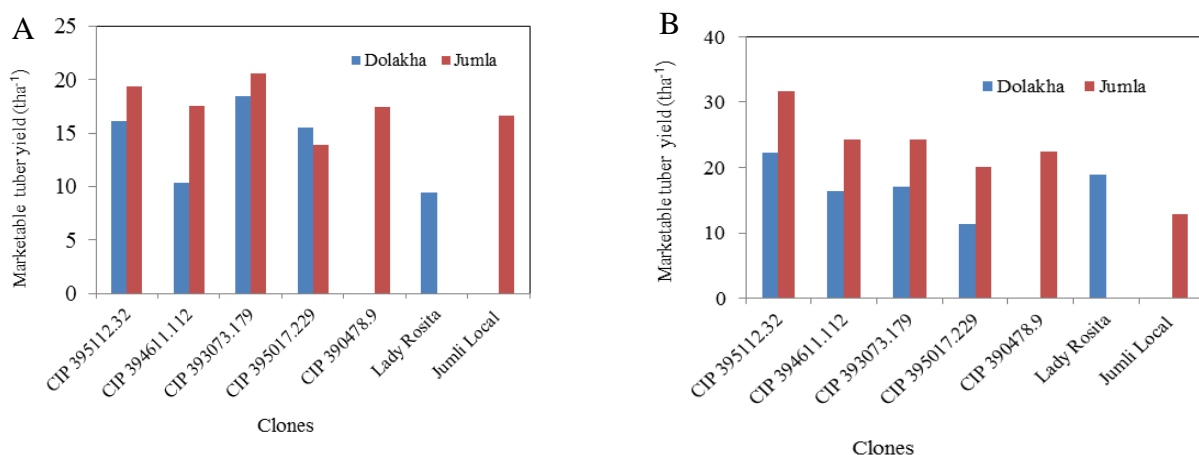 A
Marketable tuber yield (tha-1)
25
20
15
10
5
0
Dolakha
Jumla
CIP 395112.32
CIP 394611.112
CIP 393073.179
CIP 395017.229
CIP 390478.9
Lady Rosita
Jumli Local
Clones
B
Marketable tuber yield (tha-1)
40
30
20
10
0
Dolakha
Jumla
CIP 395112.32
CIP 394611.112
CIP 393073.179
CIP 395017.229
CIP 390478.9
Lady Rosita
Jumli Local
Clones